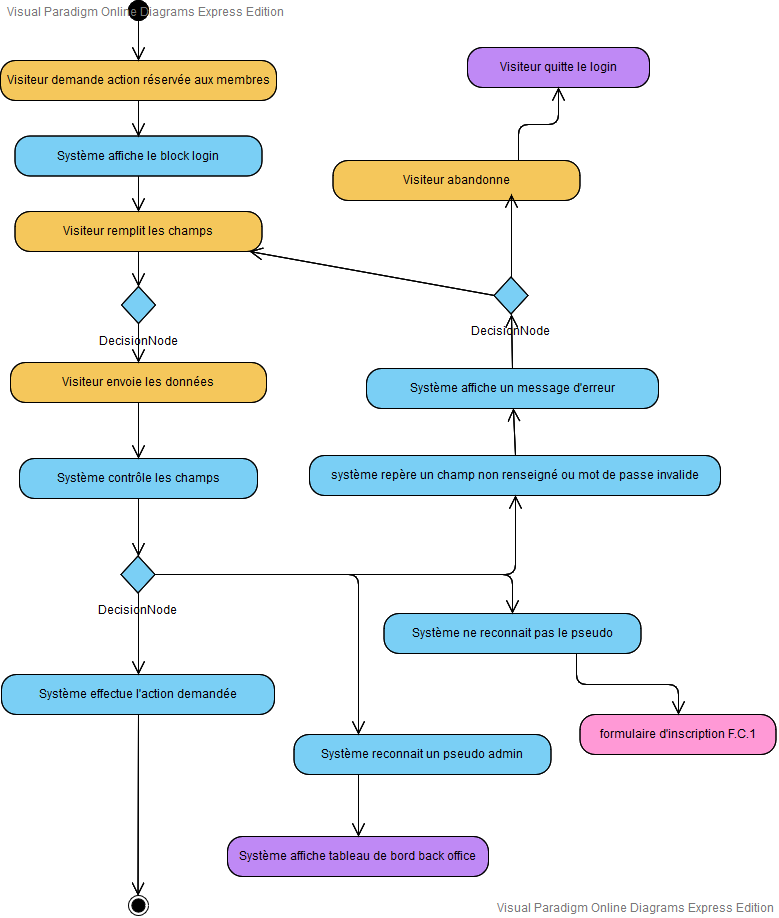 Visual Paradigm Online Diagrams Express Edition
Visiteur quitte le login
Visiteur demande action réservée aux membres
Système affiche le block login
Visiteur abandonne
Visiteur remplit les champs
DecisionNode
DecisionNode
Visiteur envoie les données
Système affiche un message d'erreur
Système contrôle les champs
système repère un champ non renseigné ou mot de passe invalide
DecisionNode
Système ne reconnait pas le pseudo
Système effectue l'action demandée
formulaire d'inscription F.C.1
Système reconnait un pseudo admin
Système affiche tableau de bord back office
Visual Paradigm Online Diagrams Express Edition